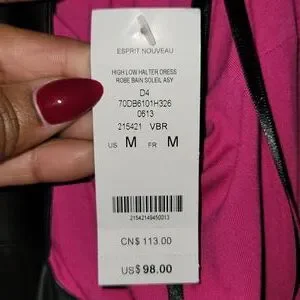 ESPRIT NOUVEAU
HIGH LOW HALTER DRESS
ROBE BAIN SOLEIL ASY
D4
70DB6101H326
0613
215421 VBR
US M FR M
21542149450213
CN$ 113.00
US$ 98.00